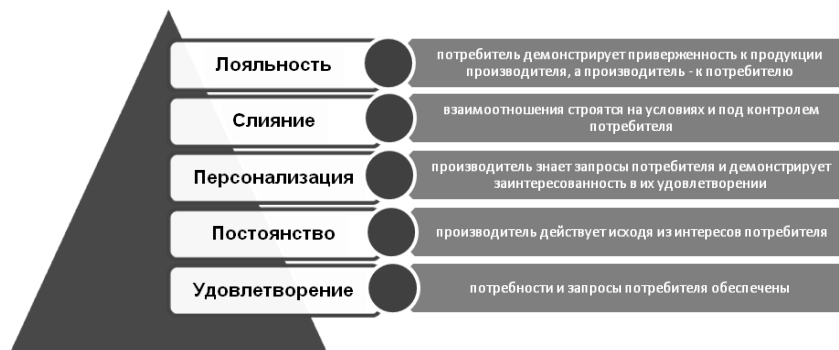 Лояльность
потребитель демонстрирует приверженность к продукции
производителя, а производитель - к потребителю
Слияние
взаимоотношения строятся на условиях и под контролем
потребителя
Персонализация
производитель знает запросы потребителя и демонстрирует
заинтересованность в их удовлетворении
Постоянство
производитель действует исходя из интересов потребителя
Удовлетворение
потребности и запросы потребителя обеспечены